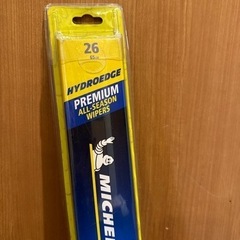 26
HYDROEDGE
PREMIUM
ALL-SEASON
WIPERS
MICHE